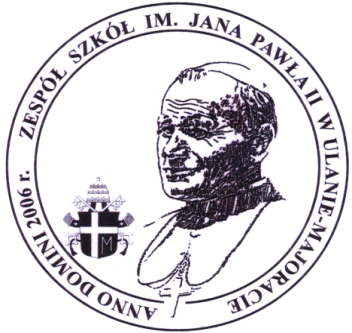 ZESPÓŁ SZKÓŁ IM. JANA PAWŁA II W ULANIE-MAJORACIE
ANNO DOMINI 2006 r.
M